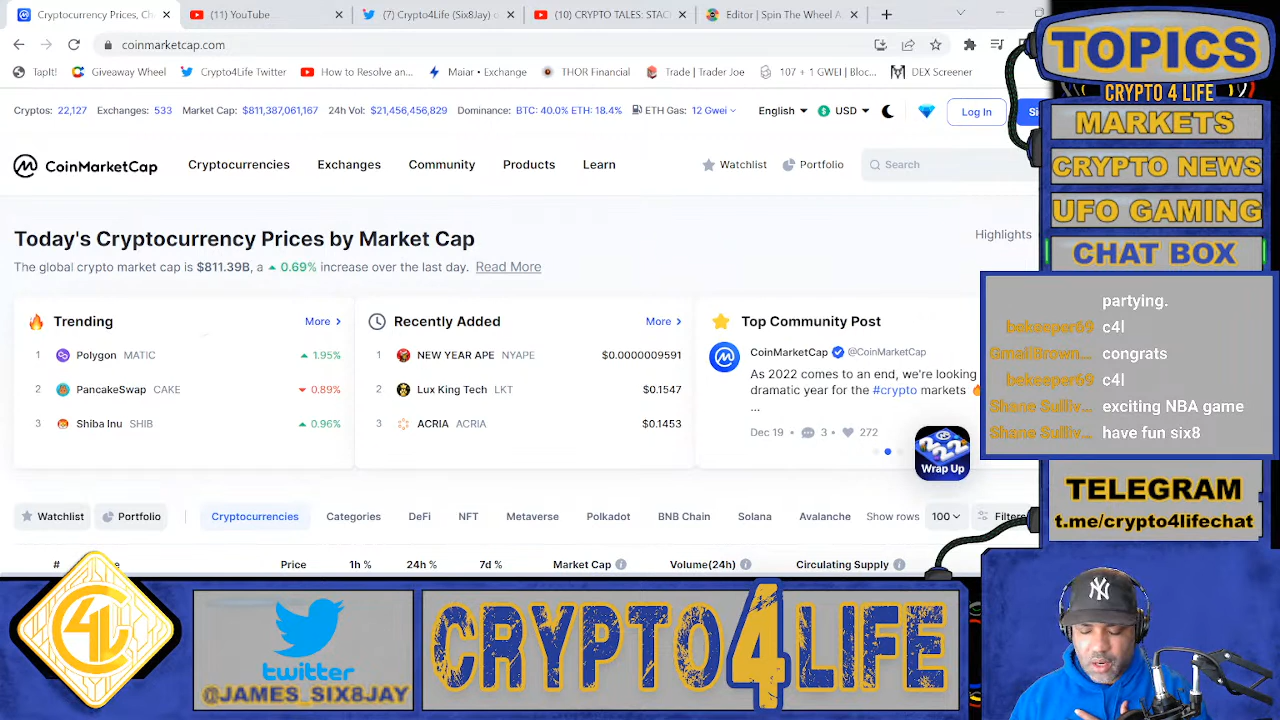 Cryptocurrency Prices, Ch
(11) YouTube
(7) Crypto4Life (Six8Jay) o
(10) CRYPTO TALES: STAC
Editor | Spin The Wheel A
coinmarketcap.com
TapIt!
Giveaway Wheel
Crypto4Life Twitter
How to Resolve an...
Maiar • Exchange
THOR Financial
Trade | Trader Joe
107 + 1 GWEI | Bloc...
DEX Screener
Cryptos: 22,127 Exchanges: 533 Market Cap: $811,387,061,167 24h Vol: $21,456,456,829 Dominance: BTC: 40.0% ETH: 18.4% ETH Gas: 12 Gwei
English
USD
Log In
Si
CoinMarketCap
Cryptocurrencies
Exchanges
Community
Products
Learn
Watchlist
Portfolio
Search
Today's Cryptocurrency Prices by Market Cap
Highlights
The global crypto market cap is $811.39B, a 0.69% increase over the last day. Read More
Trending
More
1 Polygon MATIC 1.95%
2 PancakeSwap CAKE 0.89%
3 Shiba Inu SHIB 0.96%
Recently Added
More
1 NEW YEAR APE NYAPE $0.0000009591
2 Lux King Tech LKT $0.1547
3 ACRIA ACRIA $0.1453
Top Community Post
CoinMarketCap @CoinMarketCap
As 2022 comes to an end, we're looking
dramatic year for the #crypto markets
...
Dec 19 • 3 • 272
2022
Wrap Up
Watchlist
Portfolio
Cryptocurrencies
Categories
DeFi
NFT
Metaverse
Polkadot
BNB Chain
Solana
Avalanche
Show rows
100
Filters
#
Price
1h %
24h %
7d %
Market Cap
Volume(24h)
Circulating Supply
TOPICS
CRYPTO 4 LIFE
MARKETS
CRYPTO NEWS
UFO GAMING
CHAT BOX
partying.
bekeeper69 c4l
congrats
bekeeper69 c4l
Shane Sulliv... exciting NBA game
Shane Sulliv... have fun six8
TELEGRAM
t.me/crypto4lifechat
4L
twitter
@JAMES_SIX8JAY
CRYPTO4LIFE
NY